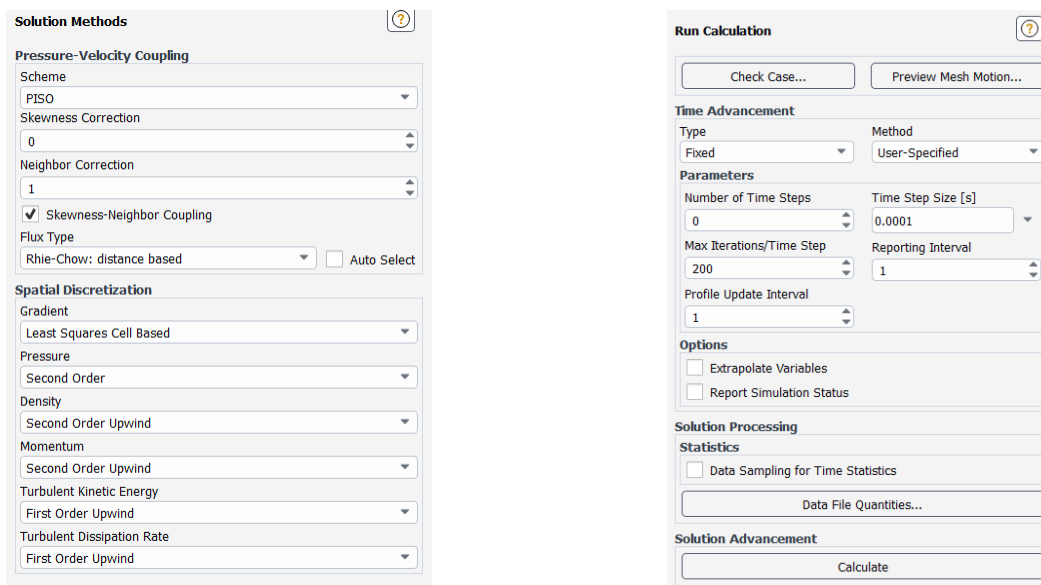 Solution Methods
?
Pressure-Velocity Coupling
Scheme
PISO
Skewness Correction
0
Neighbor Correction
1
Skewness-Neighbor Coupling
Flux Type
Rhie-Chow: distance based
Auto Select
Spatial Discretization
Gradient
Least Squares Cell Based
Pressure
Second Order
Density
Second Order Upwind
Momentum
Second Order Upwind
Turbulent Kinetic Energy
First Order Upwind
Turbulent Dissipation Rate
First Order Upwind
Run Calculation
?
Check Case... Preview Mesh Motion...
Time Advancement
Type Method
Fixed User-Specified
Parameters
Number of Time Steps Time Step Size [s]
0 0.0001
Max Iterations/Time Step Reporting Interval
200 1
Profile Update Interval
1
Options
Extrapolate Variables
Report Simulation Status
Solution Processing
Statistics
Data Sampling for Time Statistics
Data File Quantities...
Solution Advancement
Calculate